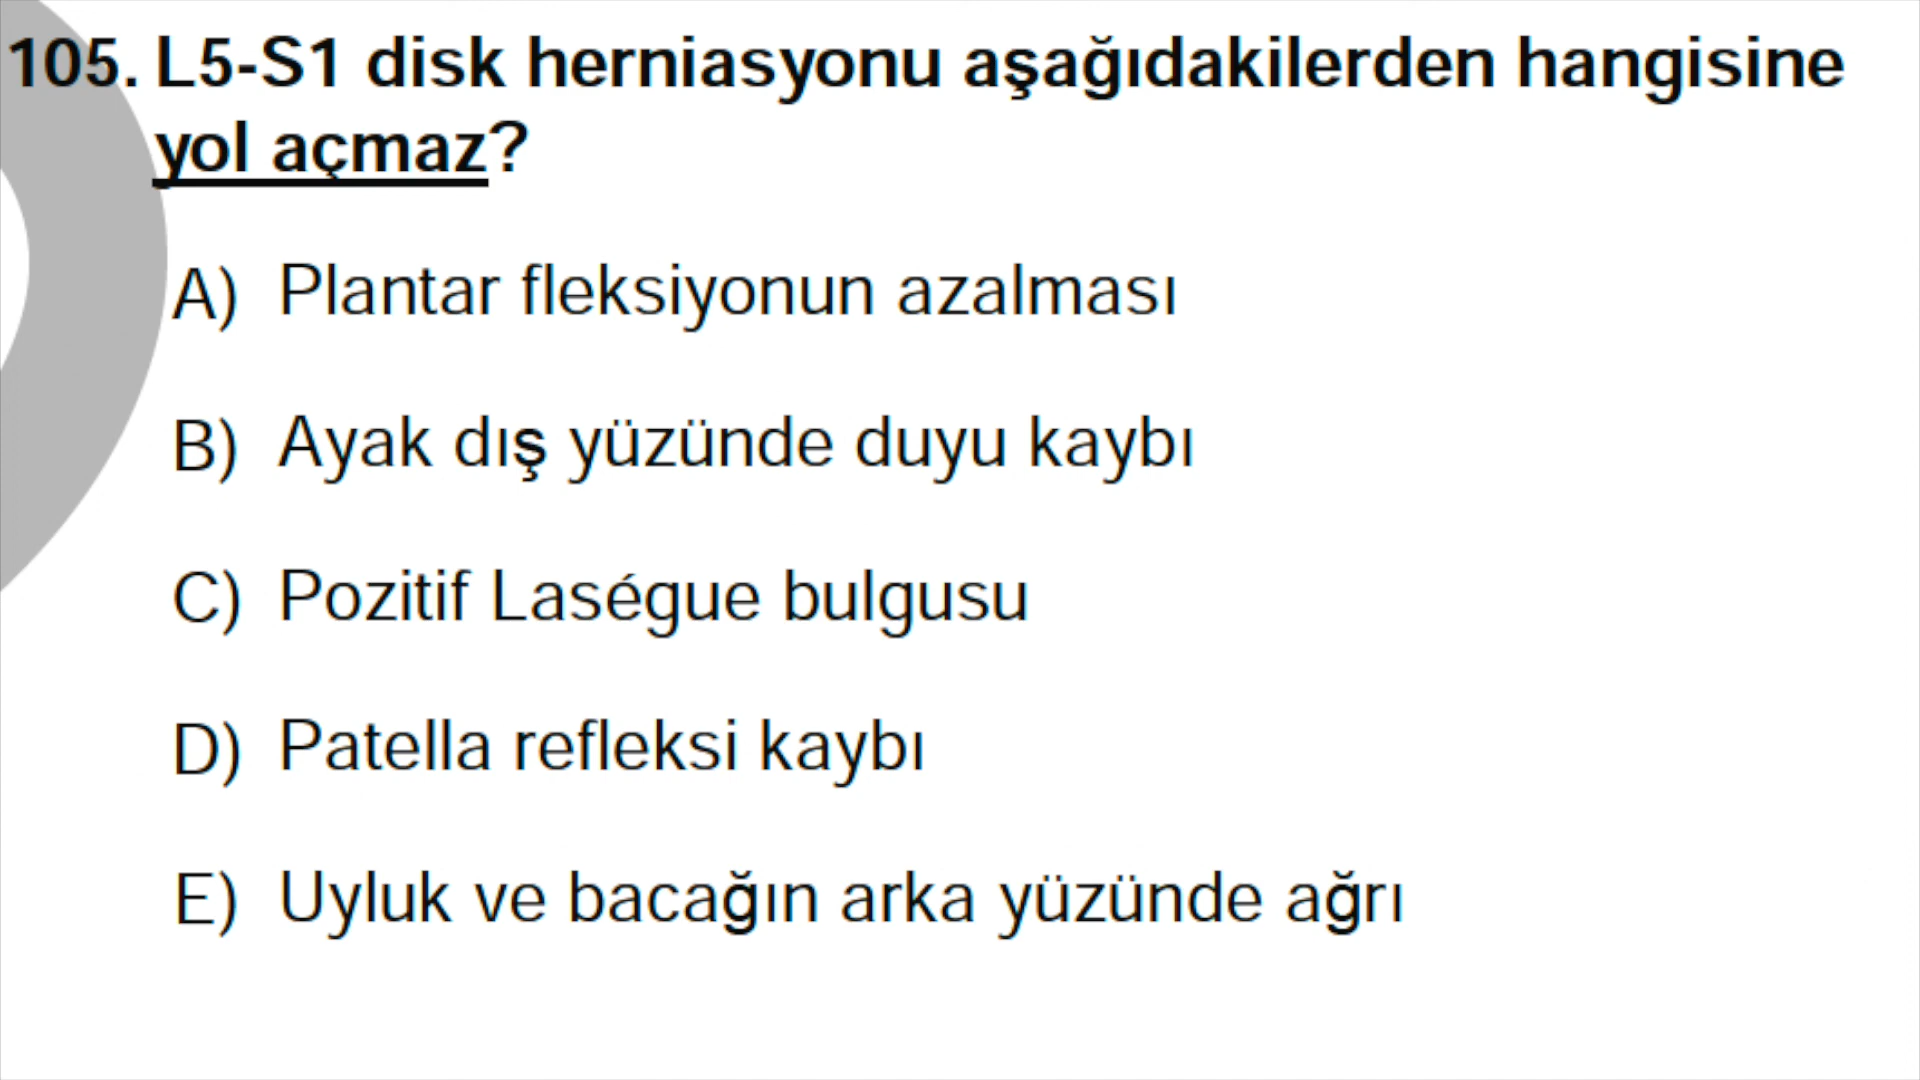 105. L5-S1 disk herniasyonu aşağıdakilerden hangisine
yol açmaz?
A) Plantar fleksiyonun azalması
B) Ayak dış yüzünde duyu kaybı
C) Pozitif Laségue bulgusu
D) Patella refleksi kaybı
E) Uyluk ve bacağın arka yüzünde ağrı